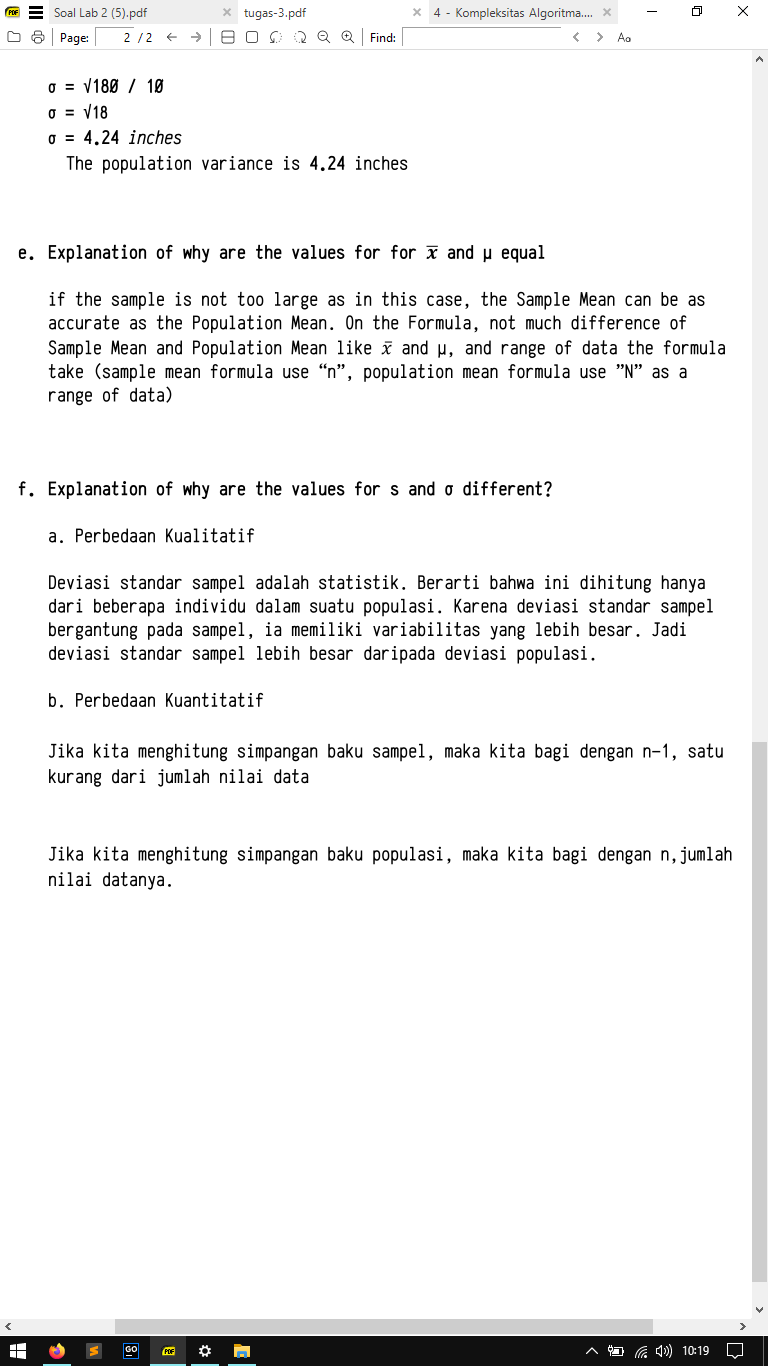 Soal Lab 2 (5).pdf
tugas-3.pdf
4 - Kompleksitas Algoritma....
Page: 2 / 2 Find: Aa
σ = √180 / 10
σ = √18
σ = 4.24 inches
The population variance is 4.24 inches
e. Explanation of why are the values for for x̅ and μ equal
if the sample is not too large as in this case, the Sample Mean can be as
accurate as the Population Mean. On the Formula, not much difference of
Sample Mean and Population Mean like x̅ and μ, and range of data the formula
take (sample mean formula use “n”, population mean formula use ”N” as a
range of data)
f. Explanation of why are the values for s and σ different?
a. Perbedaan Kualitatif
Deviasi standar sampel adalah statistik. Berarti bahwa ini dihitung hanya
dari beberapa individu dalam suatu populasi. Karena deviasi standar sampel
bergantung pada sampel, ia memiliki variabilitas yang lebih besar. Jadi
deviasi standar sampel lebih besar daripada deviasi populasi.
b. Perbedaan Kuantitatif
Jika kita menghitung simpangan baku sampel, maka kita bagi dengan n-1, satu
kurang dari jumlah nilai data
Jika kita menghitung simpangan baku populasi, maka kita bagi dengan n,jumlah
nilai datanya.
GO
PDF
10:19